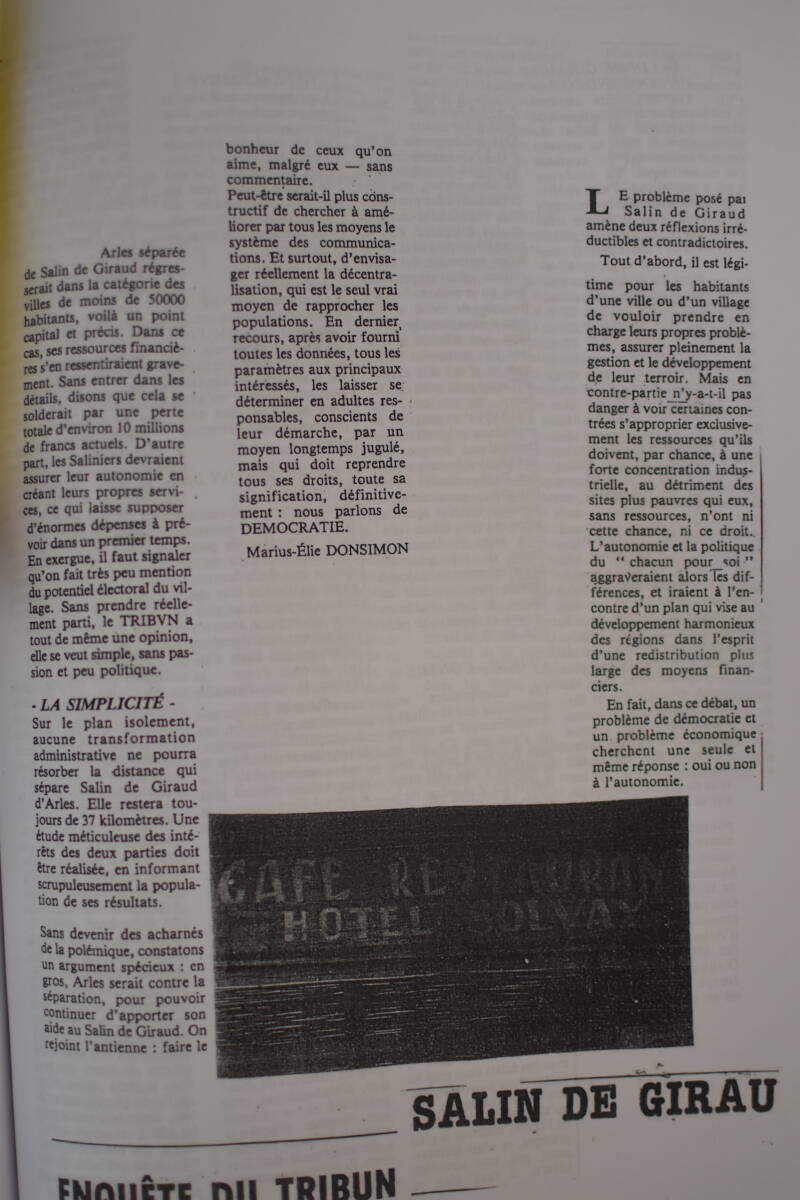 Arles séparée
de Salin de Giraud régres-
serait dans la catégorie des
villes de moins de 50000
habitants, voilà un point
capital et précis. Dans ce
cas, ses ressources financiè-
res s'en ressentiraient grave-
ment. Sans entrer dans les
détails, disons que cela se
solderait par une perte
totale d'environ 10 millions
de francs actuels. D'autre
part, les Saliniers devraient
assurer leur autonomie en
créant leurs propres servi-
ces, ce qui laisse supposer
d'énormes dépenses à pré-
voir dans un premier temps.
En exergue, il faut signaler
qu'on fait très peu mention
du potentiel électoral du vil-
lage. Sans prendre réelle-
ment parti, le TRIBVN a
tout de même une opinion,
elle se veut simple, sans pas-
sion et peu politique.
- LA SIMPLICITÉ -
Sur le plan isolement,
aucune transformation
administrative ne pourra
résorber la distance qui
sépare Salin de Giraud
d'Arles. Elle restera tou-
jours de 37 kilomètres. Une
étude méticuleuse des inté-
rêts des deux parties doit
être réalisée, en informant
scrupuleusement la popula-
tion de ses résultats.
Sans devenir des acharnés
de la polémique, constatons
un argument spécieux : en
gros, Arles serait contre la
séparation, pour pouvoir
continuer d'apporter son
aide au Salin de Giraud. On
rejoint l'antienne : faire le
bonheur de ceux qu'on
aime, malgré eux — sans
commentaire.
Peut-être serait-il plus cons-
tructif de chercher à amé-
liorer par tous les moyens le
système des communica-
tions. Et surtout, d'envisa-
ger réellement la décentra-
lisation, qui est le seul vrai
moyen de rapprocher les
populations. En dernier
recours, après avoir fourni
toutes les données, tous les
paramètres aux principaux
intéressés, les laisser se
déterminer en adultes res-
ponsables, conscients de
leur démarche, par un
moyen longtemps jugulé,
mais qui doit reprendre
tous ses droits, toute sa
signification, définitive-
ment : nous parlons de
DEMOCRATIE.
Marius-Élie DONSIMON
LE problème posé par
Salin de Giraud
amène deux réflexions irré-
ductibles et contradictoires.
Tout d'abord, il est légi-
time pour les habitants
d'une ville ou d'un village
de vouloir prendre en
charge leurs propres problè-
mes, assurer pleinement la
gestion et le développement
de leur terroir. Mais en
contre-partie n'y-a-t-il pas
danger à voir certaines con-
trées s'approprier exclusive-
ment les ressources qu'ils
doivent, par chance, à une
forte concentration indus-
trielle, au détriment des
sites plus pauvres qui eux,
sans ressources, n'ont ni
cette chance, ni ce droit.
L'autonomie et la politique
du " chacun pour soi "
aggraveraient alors les dif-
férences, et iraient à l'en-
contre d'un plan qui vise au
développement harmonieux
des régions dans l'esprit
d'une redistribution plus
large des moyens finan-
ciers.
En fait, dans ce débat, un
problème de démocratie et
un problème économique
cherchent une seule et
même réponse : oui ou non
à l'autonomie.
CAFE RESTAURANT
HOTEL SOLVAY
SALIN DE GIRAU
ENQUÊTE DU TRIBUN